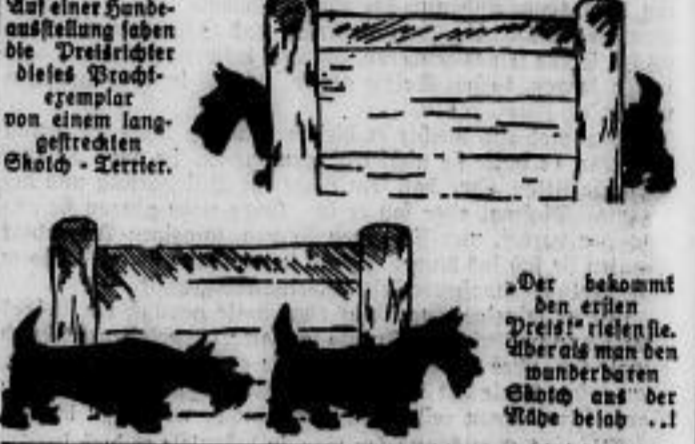 Auf einer Hunde-
ausstellung sahen
die Preisrichter
dieses Pracht-
exemplar
von einem lang-
gestreckten
Skotch - Terrier.
„Der bekommt
den ersten
Preis!“ riefen sie.
Aber als man den
wunderbaren
Skotch aus der
Nähe besah ..!